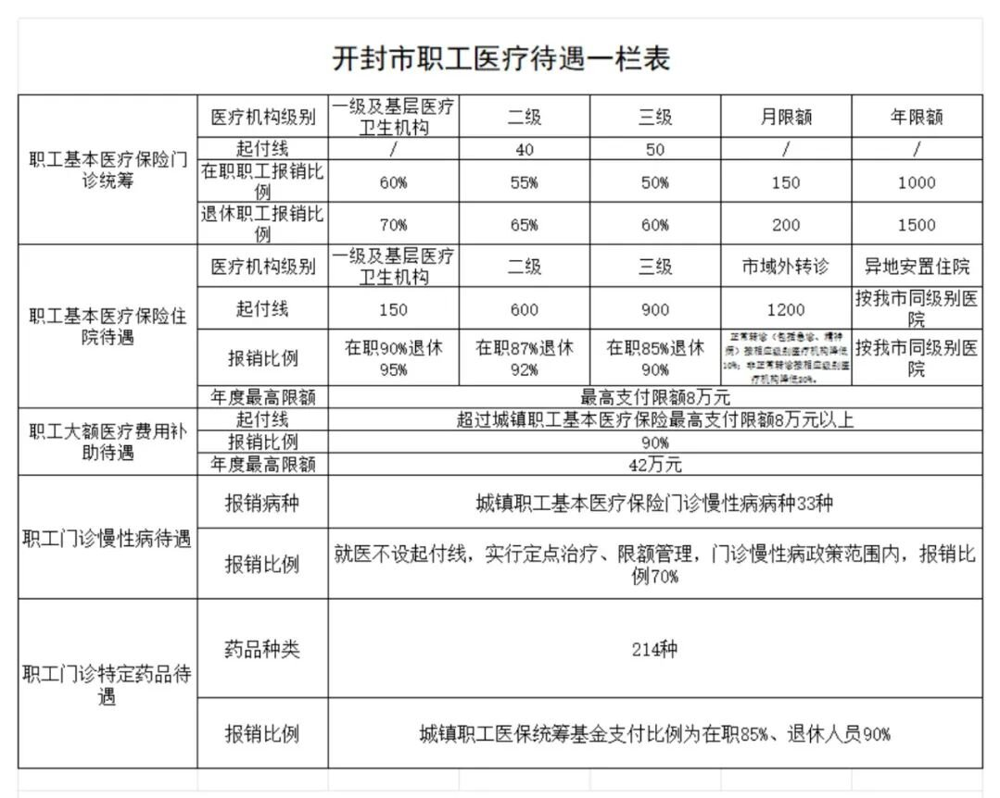 开封市职工医疗待遇一栏表
职工基本医疗保险门
诊统筹
医疗机构级别
一级及基层医疗
卫生机构
二级
三级
月限额
年限额
起付线
/
40
50
/
/
在职职工报销比
例
60%
55%
50%
150
1000
退休职工报销比
例
70%
65%
60%
200
1500
职工基本医疗保险住
院待遇
医疗机构级别
一级及基层医疗
卫生机构
二级
三级
市域外转诊
异地安置住院
起付线
150
600
900
1200
按我市同级别医
院
报销比例
在职90%退休
95%
在职87%退休
92%
在职85%退休
90%
正常转诊（包括急诊、精神
病）按相应级别医疗机构降低
10%；非正常转诊按相应级别医
疗机构降低20%。
按我市同级别医
院
年度最高限额
最高支付限额8万元
职工大额医疗费用补
助待遇
起付线
超过城镇职工基本医疗保险最高支付限额8万元以上
报销比例
90%
年度最高限额
42万元
职工门诊慢性病待遇
报销病种
城镇职工基本医疗保险门诊慢性病病种33种
报销比例
就医不设起付线，实行定点治疗、限额管理，门诊慢性病政策范围内，报销比
例70%
职工门诊特定药品待
遇
药品种类
214种
报销比例
城镇职工医保统筹基金支付比例为在职85%、退休人员90%